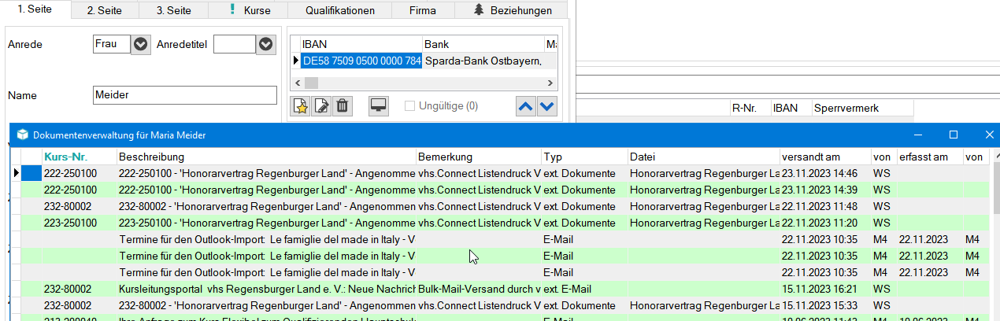 1. Seite 2. Seite 3. Seite ! Kurse Qualifikationen Firma Beziehungen
Anrede Frau Anredetitel
IBAN Bank
DE58 7509 0500 0000 784 Sparda-Bank Ostbayern,
Name Meider
Ungültige (0)
R-Nr. IBAN Sperrvermerk
Dokumentenverwaltung für Maria Meider
Kurs-Nr. Beschreibung Bemerkung Typ Datei versandt am von erfasst am von
222-250100 222-250100 - 'Honorarvertrag Regenburger Land' - Angenomme vhs.Connect Listendruck V ext. Dokumente Honorarvertrag Regenburger La 23.11.2023 14:46 WS
222-250100 222-250100 - 'Honorarvertrag Regenburger Land' - Angenomme vhs.Connect Listendruck V ext. Dokumente Honorarvertrag Regenburger La 23.11.2023 14:39 WS
232-80002 232-80002 - 'Honorarvertrag Regenburger Land' - Angenommen vhs.Connect Listendruck V ext. Dokumente Honorarvertrag Regenburger La 22.11.2023 11:48 WS
223-250100 223-250100 - 'Honorarvertrag Regenburger Land' - Angenomme vhs.Connect Listendruck V ext. Dokumente Honorarvertrag Regenburger La 22.11.2023 11:20 WS
Termine für den Outlook-Import: Le famiglie del made in Italy - V E-Mail 22.11.2023 10:35 M4 22.11.2023 M4
Termine für den Outlook-Import: Le famiglie del made in Italy - V E-Mail 22.11.2023 10:35 M4 22.11.2023 M4
Termine für den Outlook-Import: Le famiglie del made in Italy - V E-Mail 22.11.2023 10:35 M4 22.11.2023 M4
232-80002 Kursleitungsportal vhs Regensburger Land e. V.: Neue Nachrich Bulk-Mail-Versand durch v ext. E-Mail 15.11.2023 16:21 WS
232-80002 232-80002 - 'Honorarvertrag Regenburger Land' - Angenommen vhs.Connect Listendruck V ext. Dokumente Honorarvertrag Regenburger La 15.11.2023 15:33 WS